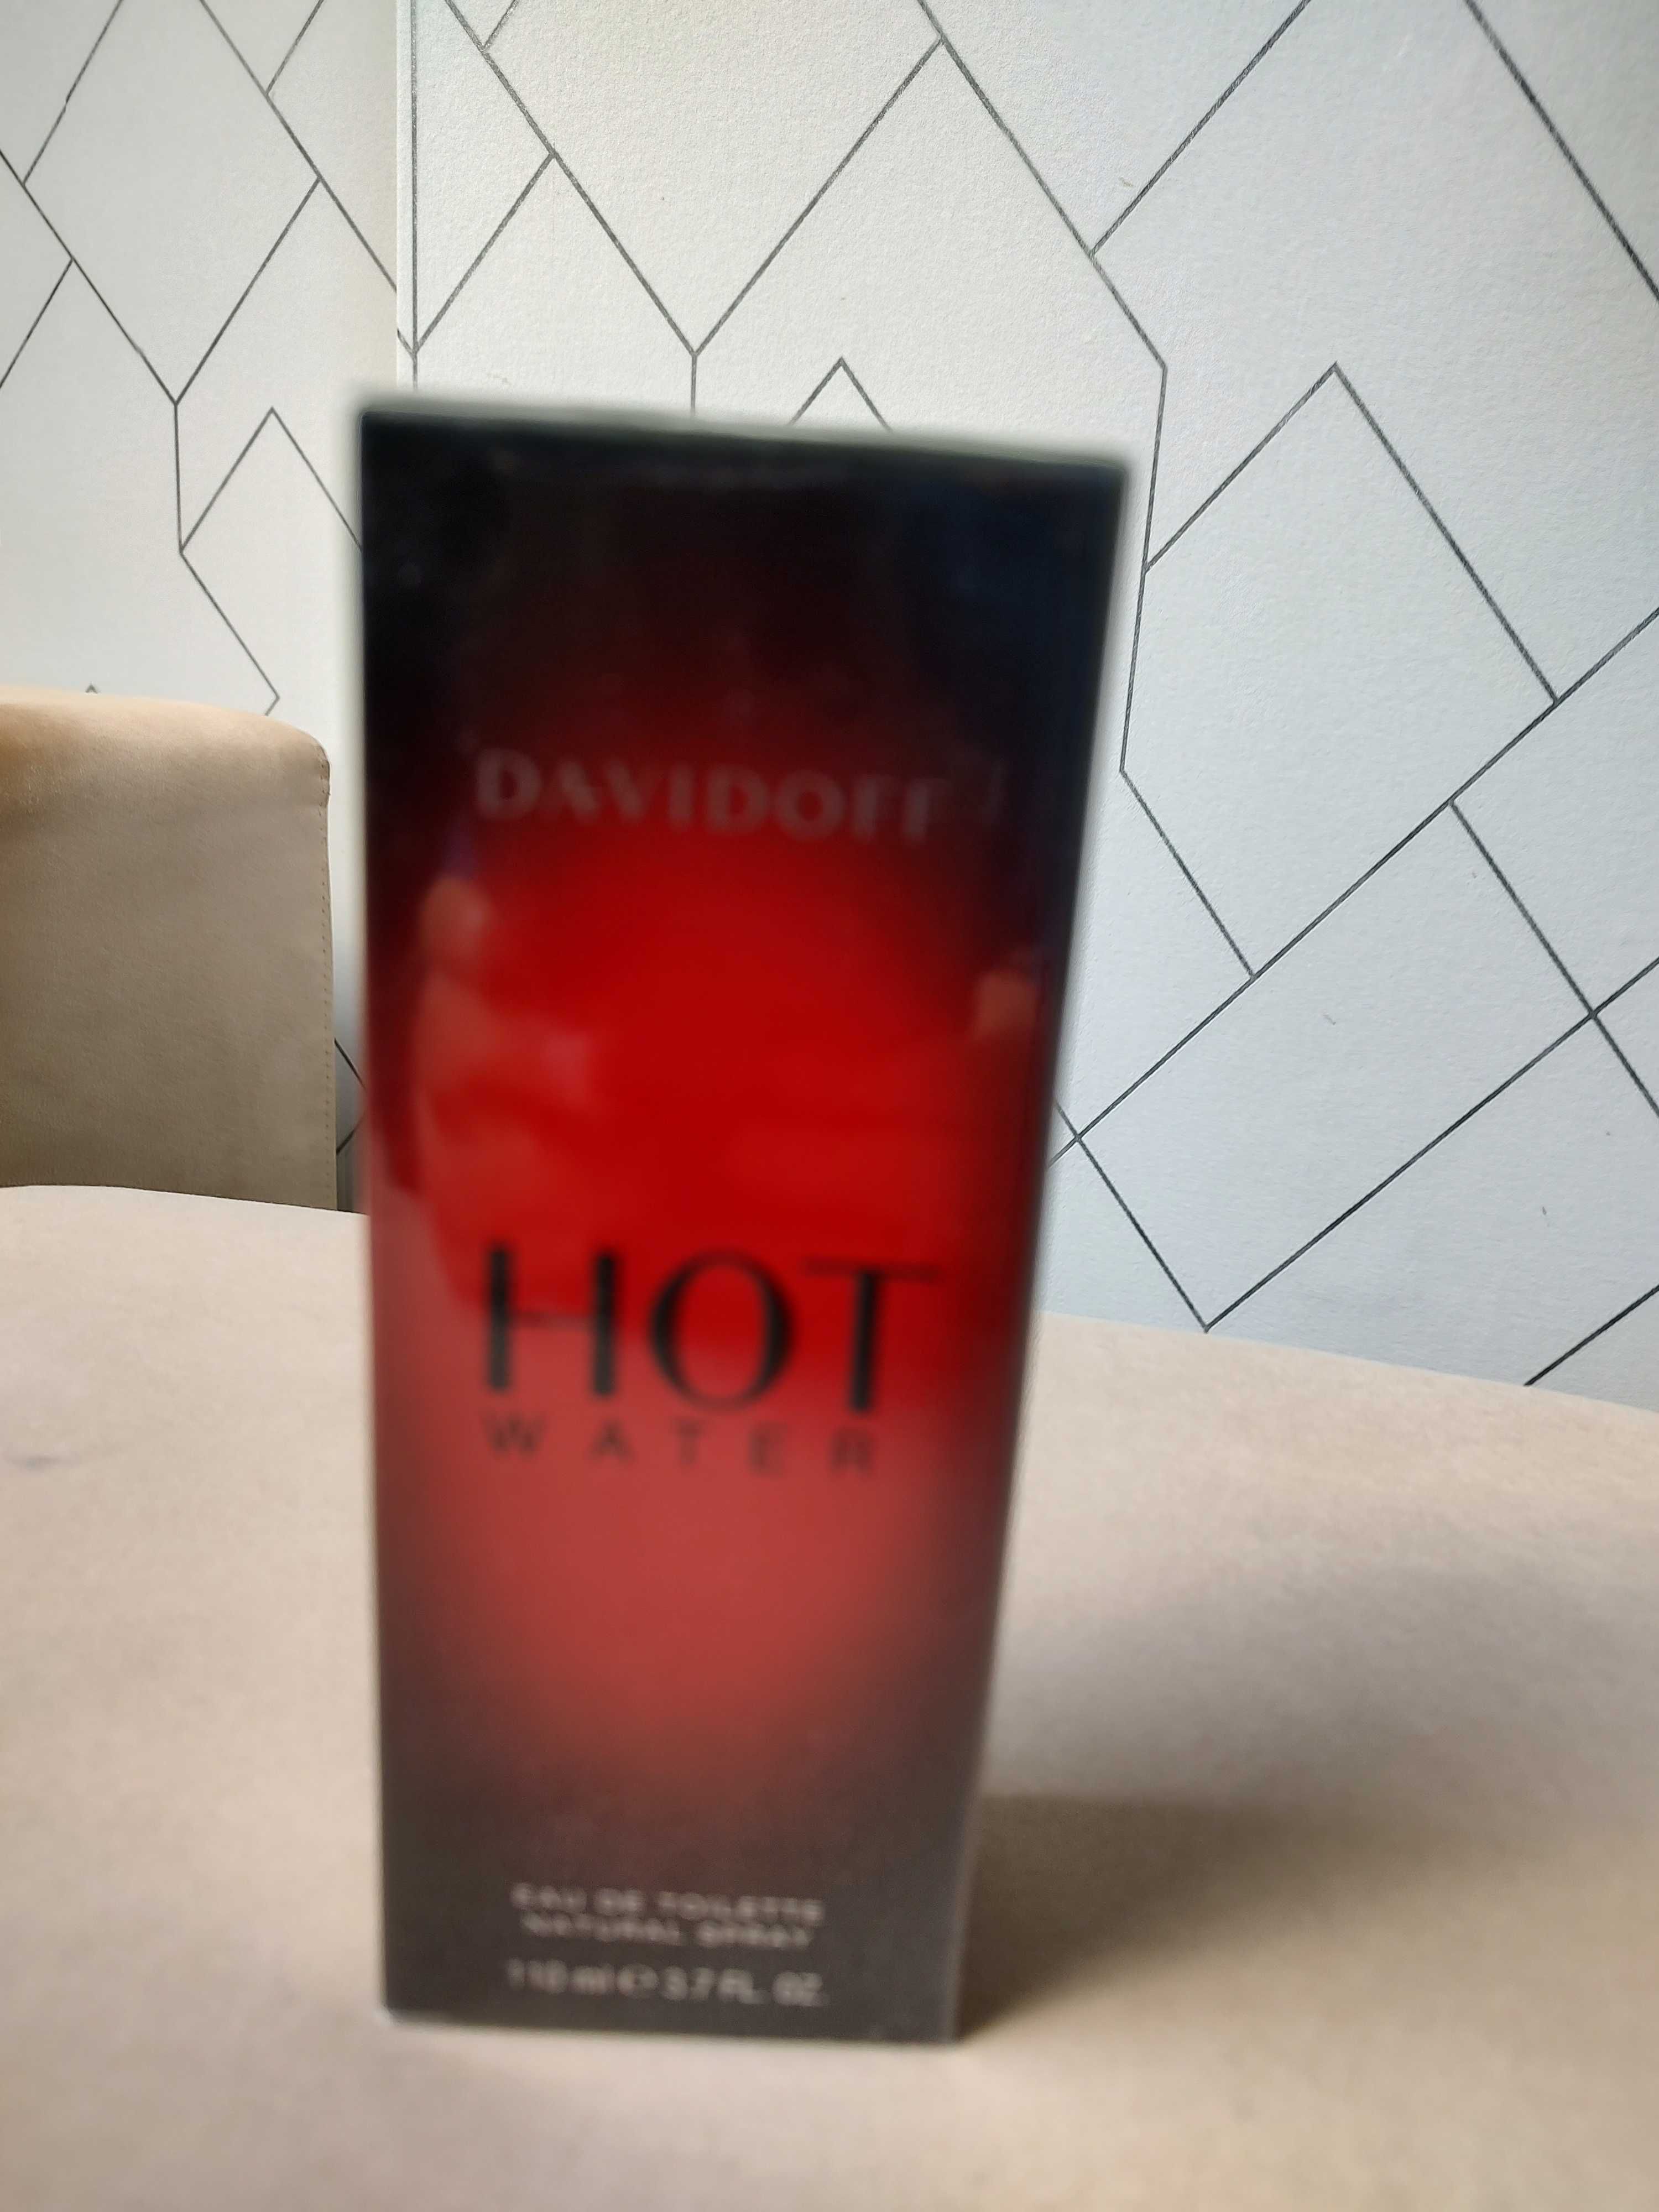 DAVIDOFF
HOT
WATER
EAU DE TOILETTE
NATURAL SPRAY
110 ml ℮ 3.7 FL. OZ.